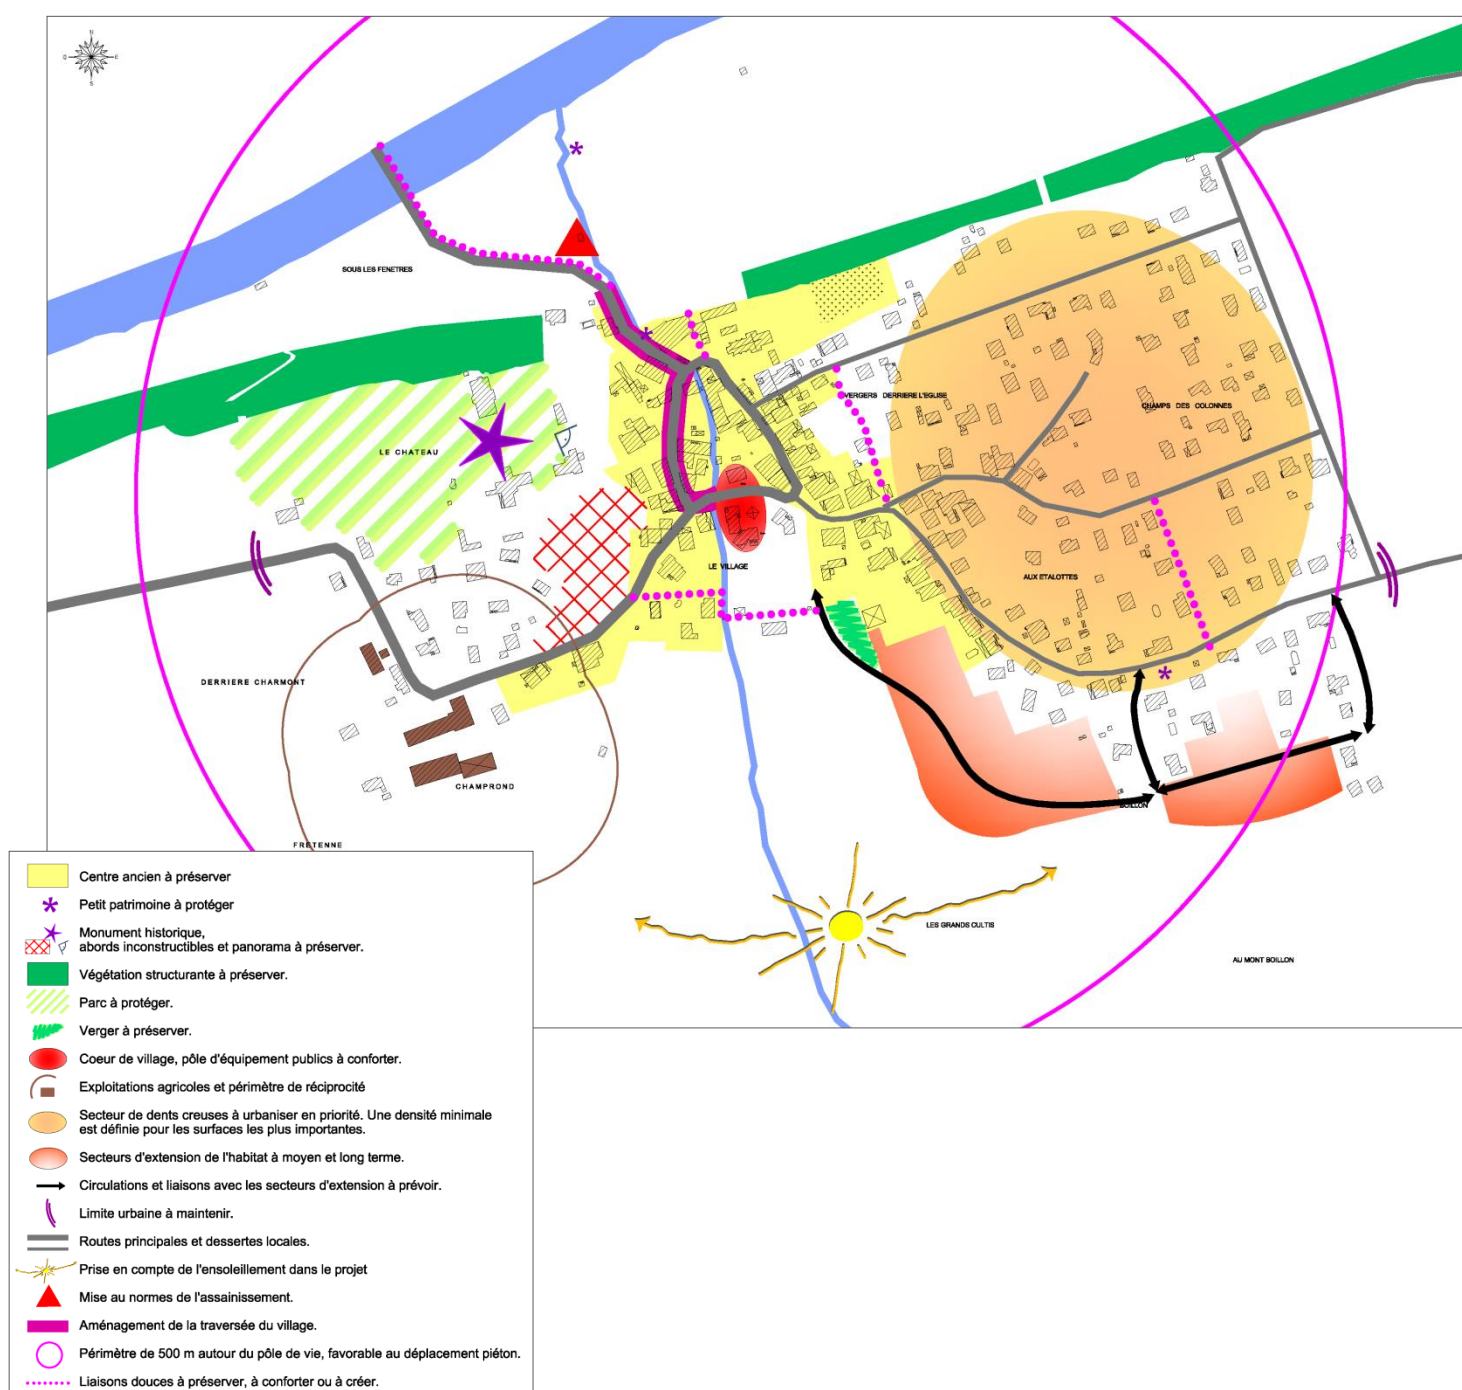 N
O E
S
SOUS LES FENETRES
VERGERS DERRIERE L'EGLISE
CHAMPS DES COLONNES
LE CHATEAU
LE VILLAGE
AUX ETALOTTES
DERRIERE CHARMONT
CHAMPROND
BOILLON
FRETENNE
LES GRANDS CULTIS
AU MONT BOILLON
Centre ancien à préserver
Petit patrimoine à protéger
Monument historique,
abords inconstructibles et panorama à préserver.
Végétation structurante à préserver.
Parc à protéger.
Verger à préserver.
Coeur de village, pôle d'équipement publics à conforter.
Exploitations agricoles et périmètre de réciprocité
Secteur de dents creuses à urbaniser en priorité. Une densité minimale
est définie pour les surfaces les plus importantes.
Secteurs d'extension de l'habitat à moyen et long terme.
Circulations et liaisons avec les secteurs d'extension à prévoir.
Limite urbaine à maintenir.
Routes principales et dessertes locales.
Prise en compte de l'ensoleillement dans le projet
Mise au normes de l'assainissement.
Aménagement de la traversée du village.
Périmètre de 500 m autour du pôle de vie, favorable au déplacement piéton.
Liaisons douces à préserver, à conforter ou à créer.